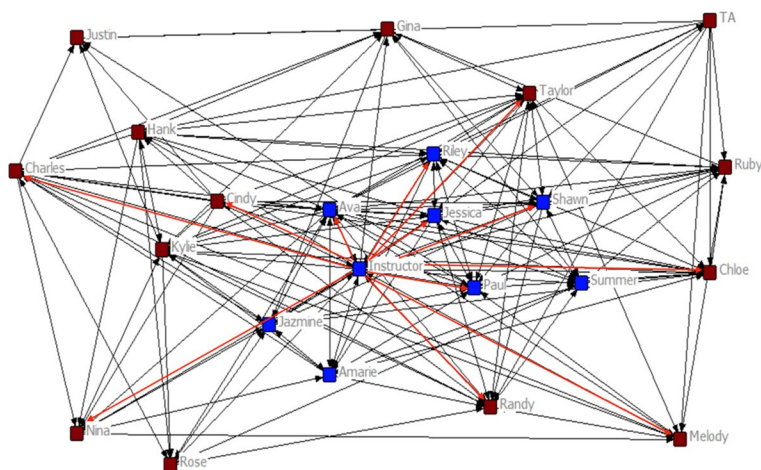 TA
Gina
Justin
Taylor
Hank
Riley
Ruby
Charles
Cindy
Ava
Jessica
Shawn
Kylie
Instructor
Chloe
Paul
Summer
Jazmine
Amarie
Randy
Nina
Melody
Rose